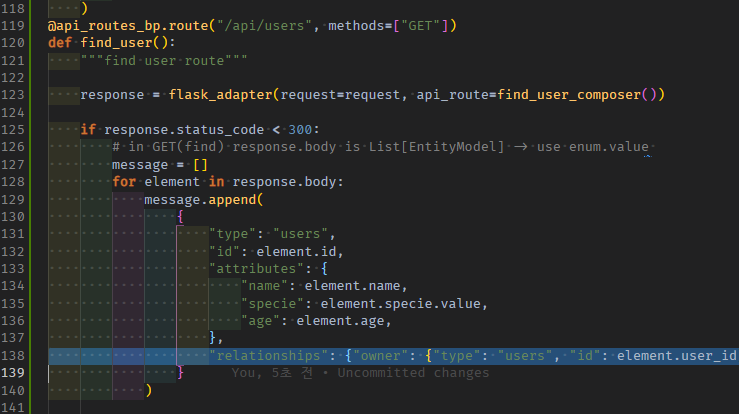 118 )
119 @api_routes_bp.route("/api/users", methods=["GET"])
120 def find_user():
121 """find user route"""
122
123 response = flask_adapter(request=request, api_route=find_user_composer())
124
125 if response.status_code < 300:
126 # in GET(find) response.body is List[EntityModel] -> use enum.value
127 message = []
128 for element in response.body:
129 message.append(
130 {
131 "type": "users",
132 "id": element.id,
133 "attributes": {
134 "name": element.name,
135 "specie": element.specie.value,
136 "age": element.age,
137 },
138 "relationships": {"owner": {"type": "users", "id": element.user_id
139 } You, 5초 전 • Uncommitted changes
140 )
141